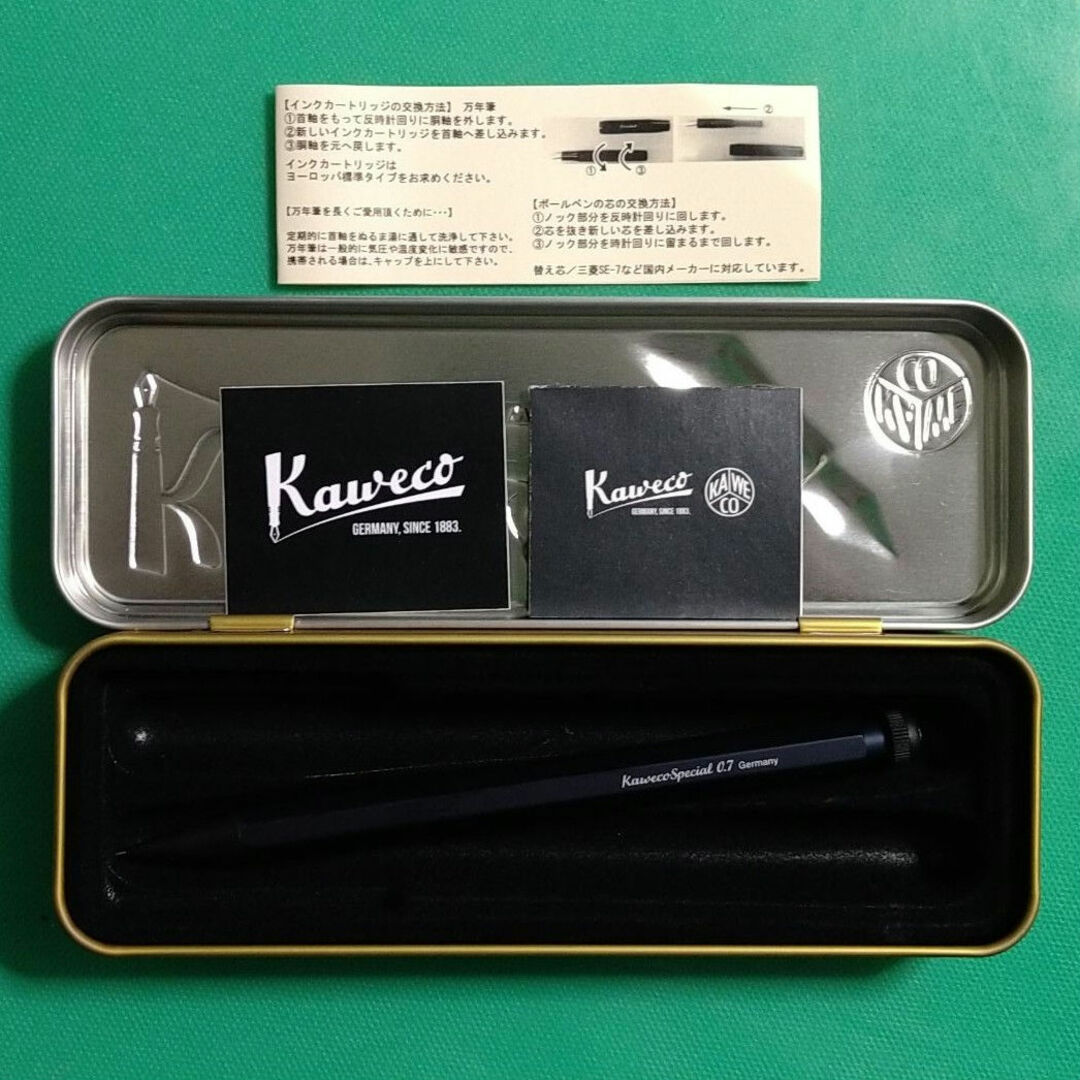 【インクカートリッジの交換方法】 万年筆
①首軸をもって反時計回りに胴軸を外します。
②新しいインクカートリッジを首軸へ差し込みます。
③胴軸を元へ戻します。
インクカートリッジは
ヨーロッパ標準タイプをお求めください。
【万年筆を長くご愛用頂くために･･･】
定期的に首軸をぬるま湯に通して洗浄して下さい。
万年筆は一般的に気圧や温度変化に敏感ですので、
携帯される場合は、キャップを上にして下さい。
②
①
③
【ボールペンの芯の交換方法】
①ノック部分を反時計回りに回します。
②芯を抜き新しい芯を差し込みます。
③ノック部分を時計回りに留まるまで回します。
替え芯／三菱SE-7など国内メーカーに対応しています。
CO
KA WE
Kaweco
GERMANY, SINCE 1883.
Kaweco
GERMANY, SINCE 1883.
KA WE
CO
KawecoSpecial 0.7 Germany